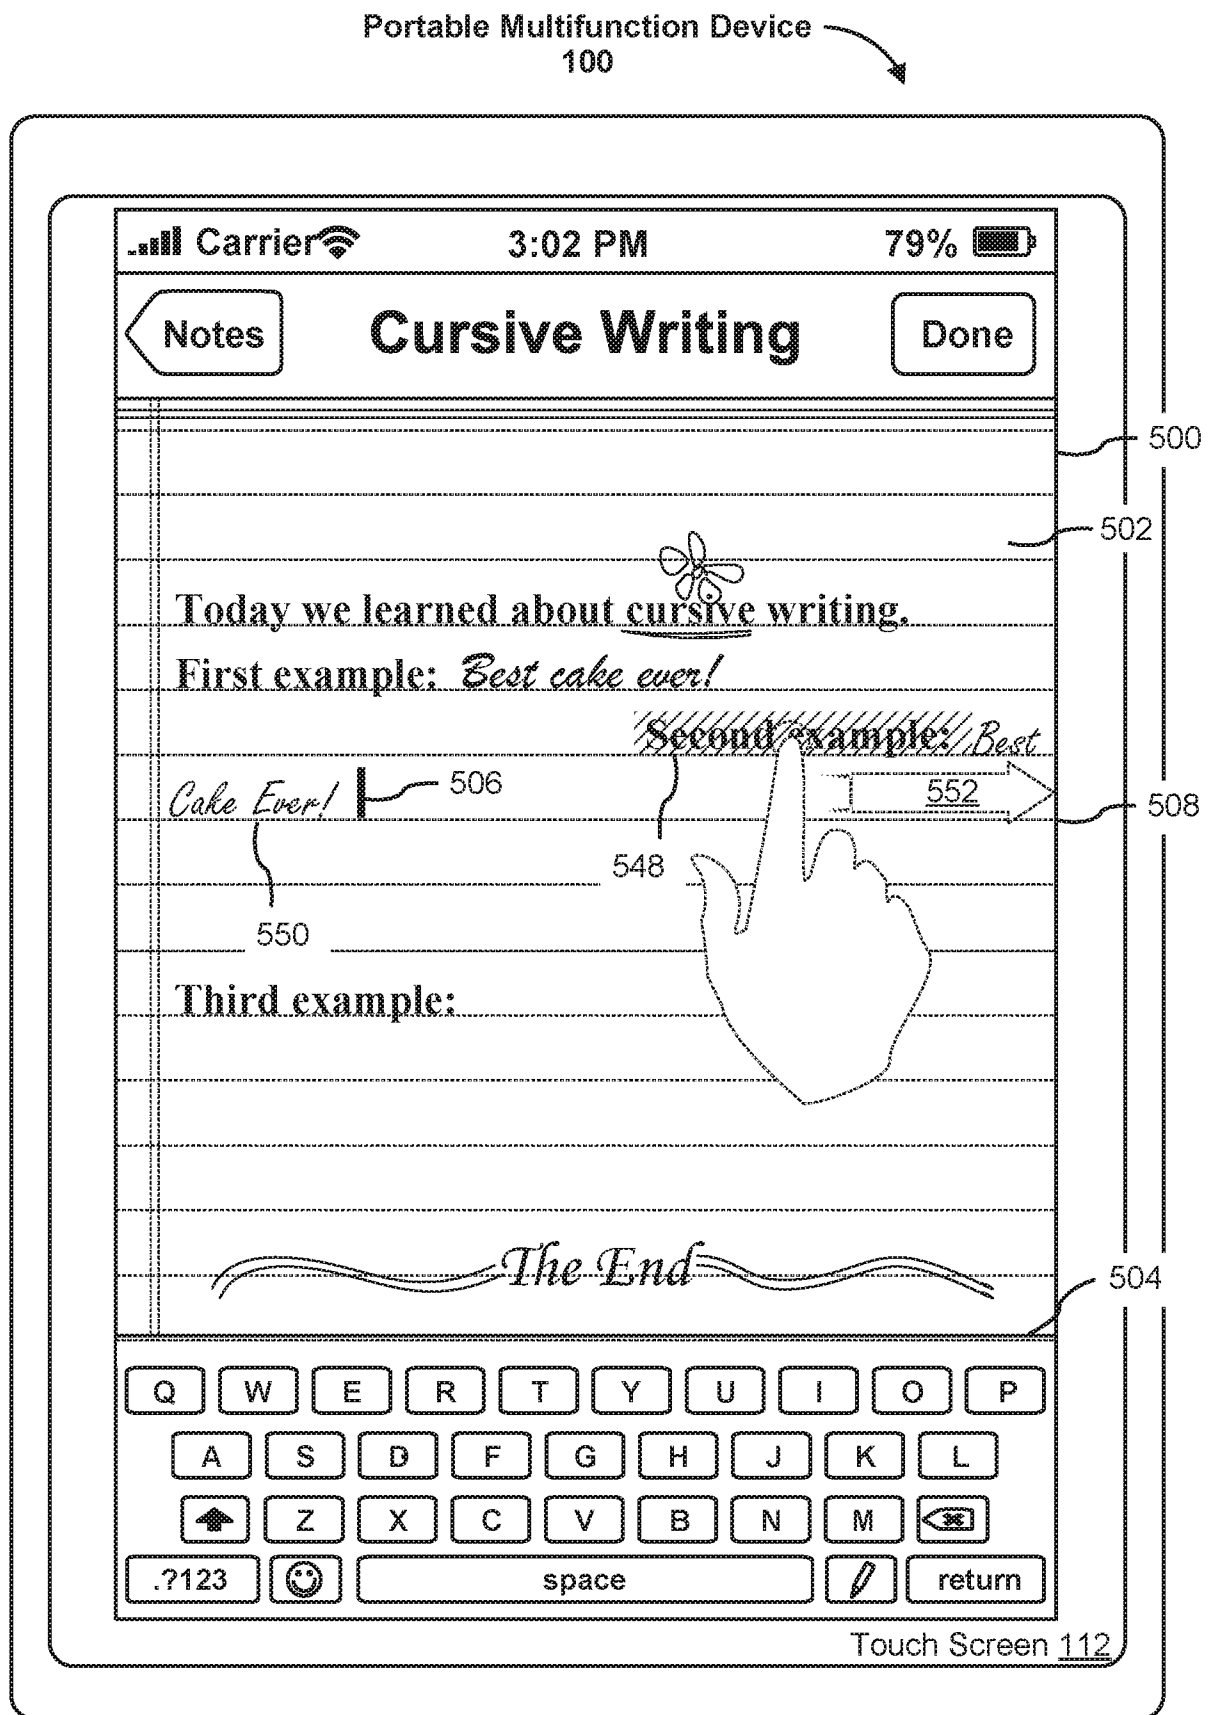 Portable Multifunction Device
100
Carrier 3:02 PM 79%
Notes Cursive Writing Done
500
502
Today we learned about cursive writing.
First example: Best cake ever!
Second example: Best
Cake Ever! 506 552 508
548
550
Third example:
The End
504
Q W E R T Y U I O P
A S D F G H J K L
Z X C V B N M
.?123 space return
Touch Screen 112